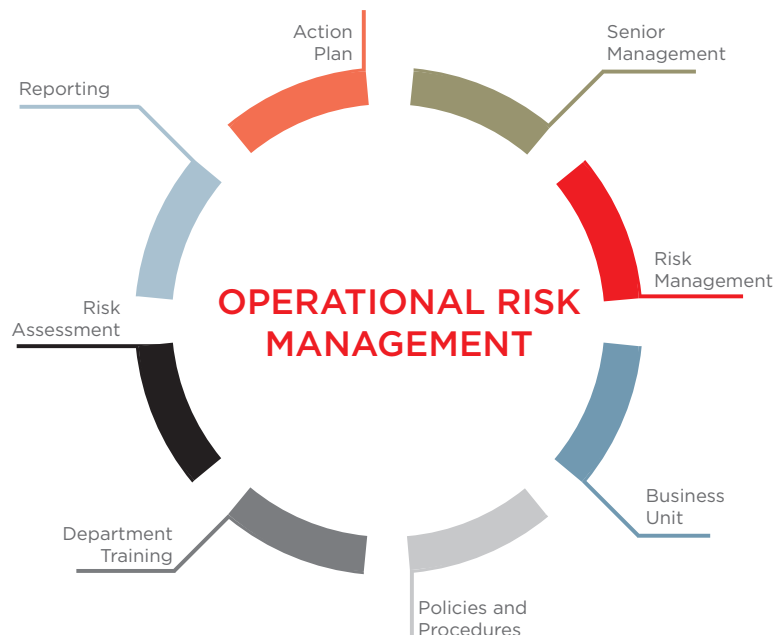 Action
Plan
Senior
Management
Reporting
Risk
Management
OPERATIONAL RISK
MANAGEMENT
Risk
Assessment
Business
Unit
Department
Training
Policies and
Procedures